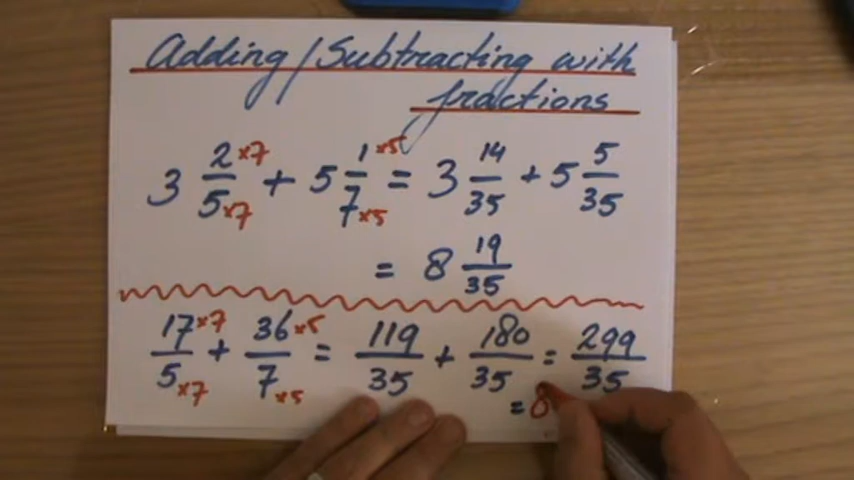 Adding/Subtracting with
fractions
3 2/5 ×7 ×7 + 5 1/7 ×5 ×5 = 3 14/35 + 5 5/35
= 8 19/35
17/5 ×7 ×7 + 36/7 ×5 ×5 = 119/35 + 180/35 = 299/35
= 8